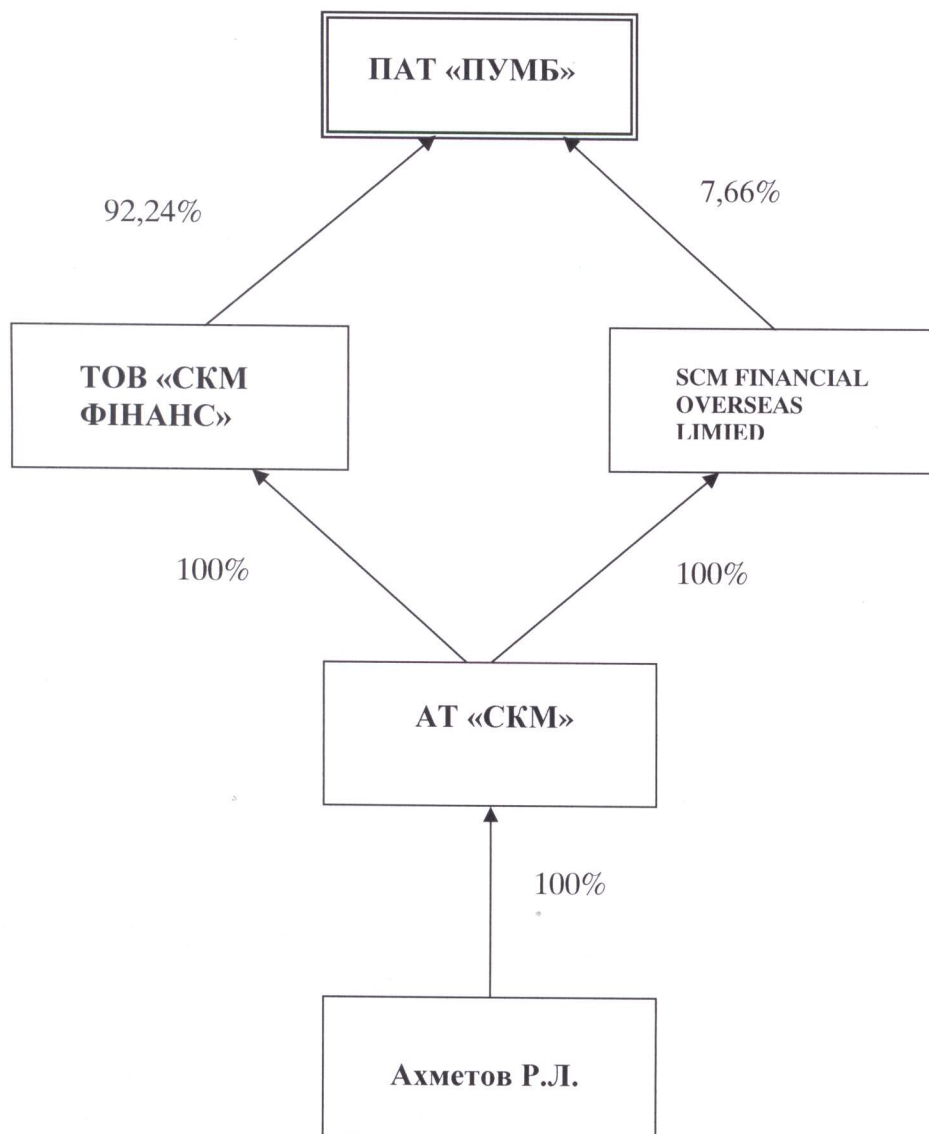 ПАТ «ПУМБ»
92,24%
7,66%
ТОВ «СКМ
ФІНАНС»
SCM FINANCIAL
OVERSEAS
LIMIED
100%
100%
АТ «СКМ»
100%
Ахметов Р.Л.